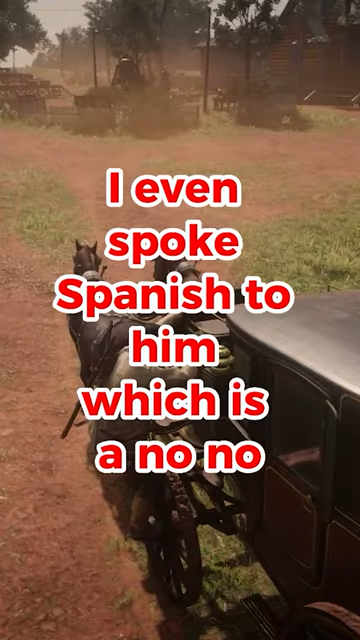 I even
spoke
Spanish to
him
which is
a no no